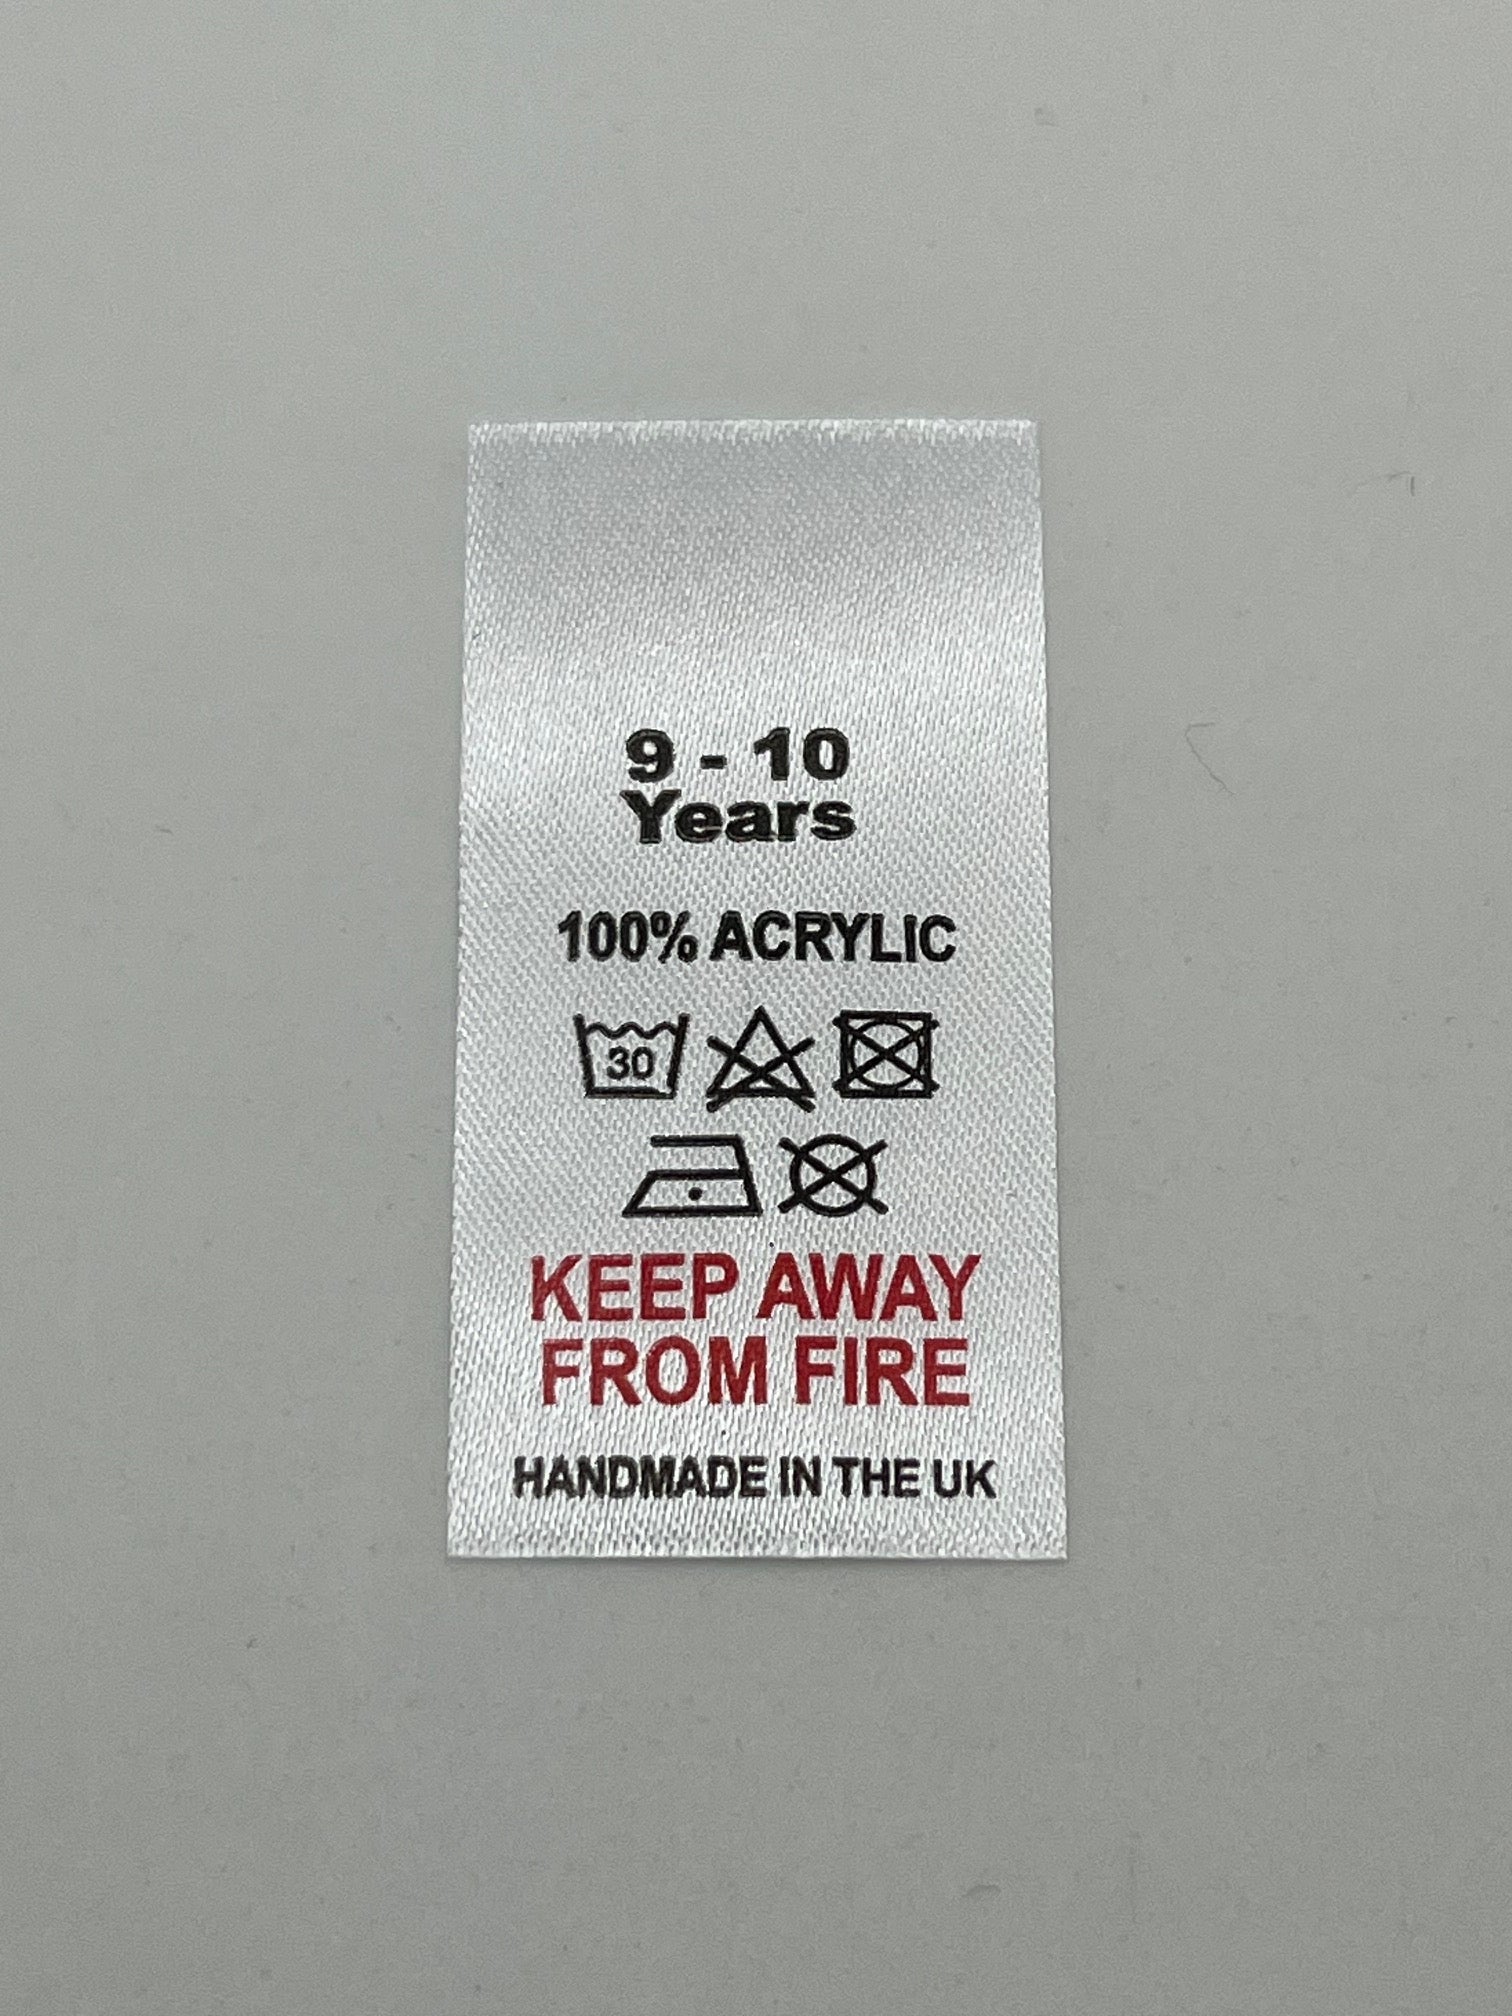 9 - 10
Years
100% ACRYLIC
30
KEEP AWAY
FROM FIRE
HANDMADE IN THE UK